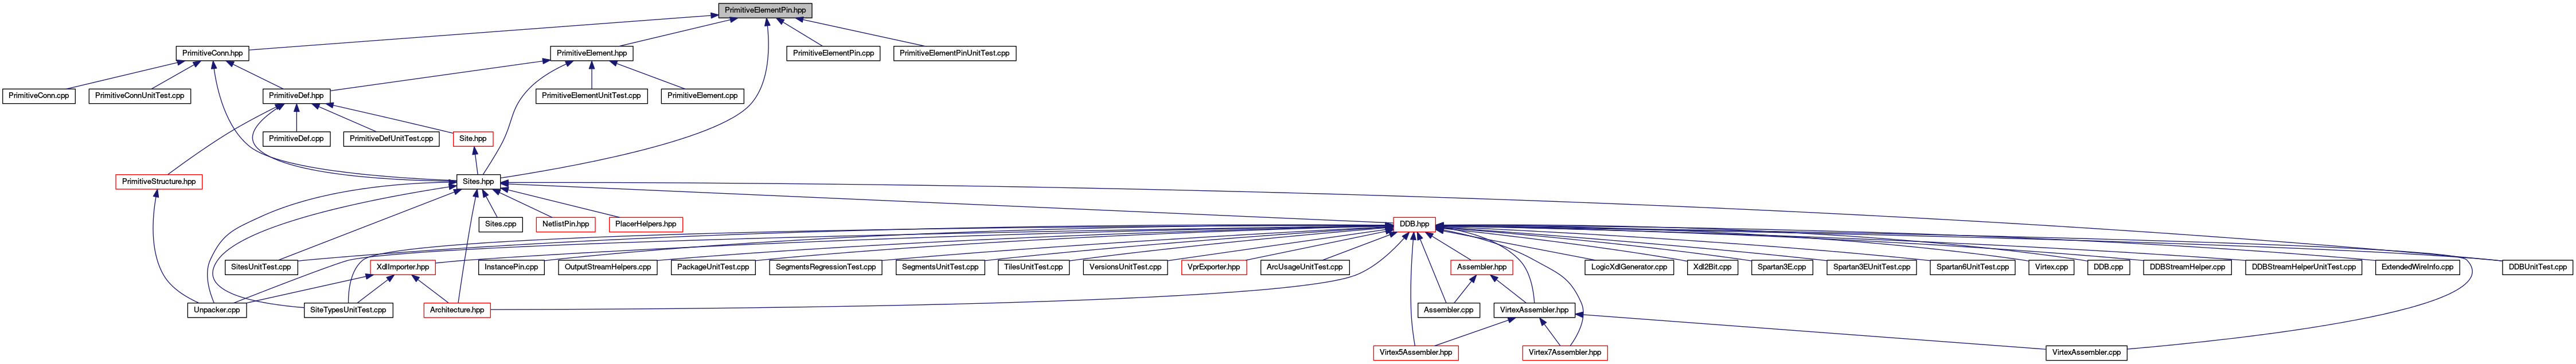 PrimitiveElementPin.hpp
PrimitiveConn.hpp
PrimitiveElement.hpp
PrimitiveElementPin.cpp
PrimitiveElementPinUnitTest.cpp
PrimitiveConn.cpp
PrimitiveConnUnitTest.cpp
PrimitiveDef.hpp
PrimitiveElementUnitTest.cpp
PrimitiveElement.cpp
PrimitiveDef.cpp
PrimitiveDefUnitTest.cpp
Site.hpp
PrimitiveStructure.hpp
Sites.hpp
Sites.cpp
NetlistPin.hpp
PlacerHelpers.hpp
DDB.hpp
SitesUnitTest.cpp
XdlImporter.hpp
InstancePin.cpp
OutputStreamHelpers.cpp
PackageUnitTest.cpp
SegmentsRegressionTest.cpp
SegmentsUnitTest.cpp
TilesUnitTest.cpp
VersionsUnitTest.cpp
VprExporter.hpp
ArcUsageUnitTest.cpp
Assembler.hpp
LogicXdlGenerator.cpp
Xdl2Bit.cpp
Spartan3E.cpp
Spartan3EUnitTest.cpp
Spartan6UnitTest.cpp
Virtex.cpp
DDB.cpp
DDBStreamHelper.cpp
DDBStreamHelperUnitTest.cpp
ExtendedWireInfo.cpp
DDBUnitTest.cpp
Unpacker.cpp
SiteTypesUnitTest.cpp
Architecture.hpp
Assembler.cpp
VirtexAssembler.hpp
Virtex5Assembler.hpp
Virtex7Assembler.hpp
VirtexAssembler.cpp